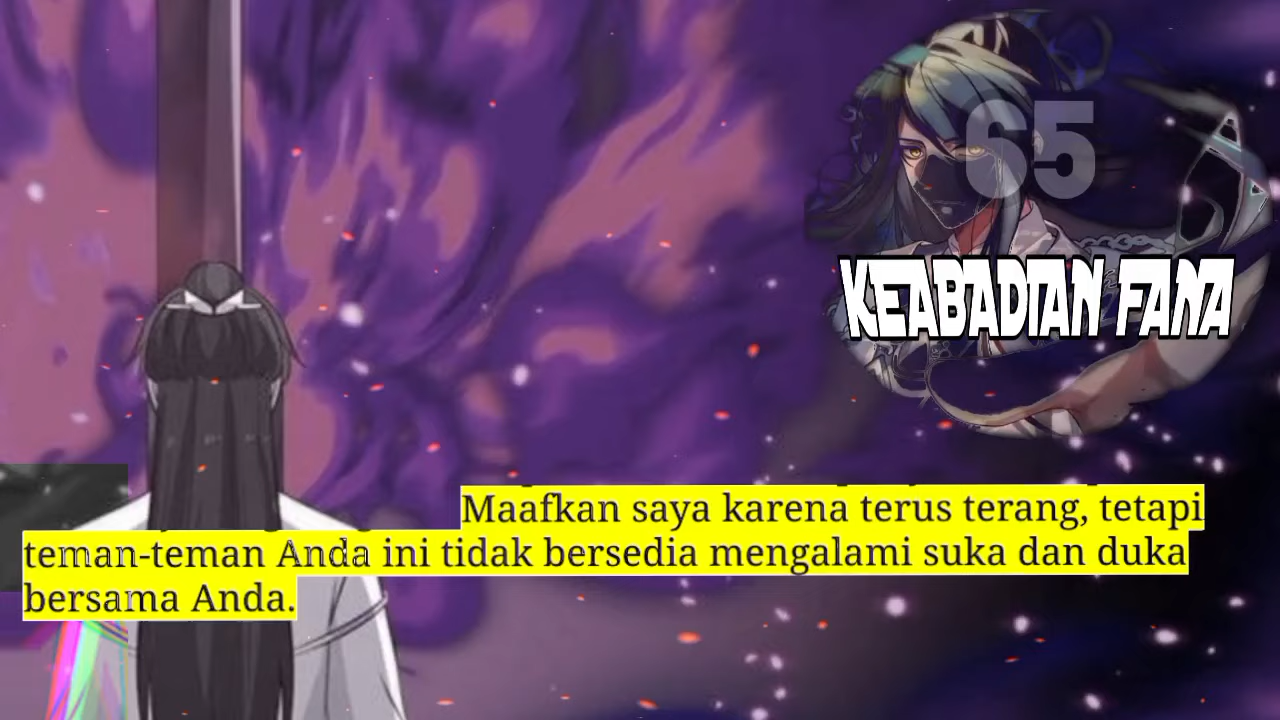 65
KEABADIAN FANA
Maafkan saya karena terus terang, tetapi
teman-teman Anda ini tidak bersedia mengalami suka dan duka
bersama Anda.